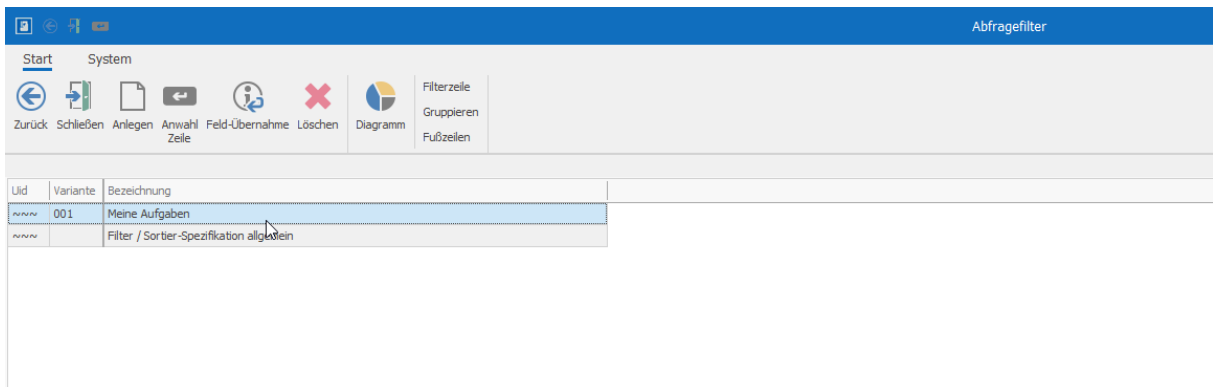 Abfragefilter
Start System
Zurück Schließen Anlegen Anwahl Zeile Feld-Übernahme Löschen Diagramm
Filterzeile
Gruppieren
Fußzeilen
Uid Variante Bezeichnung
~~~ 001 Meine Aufgaben
~~~ Filter / Sortier-Spezifikation allgemein